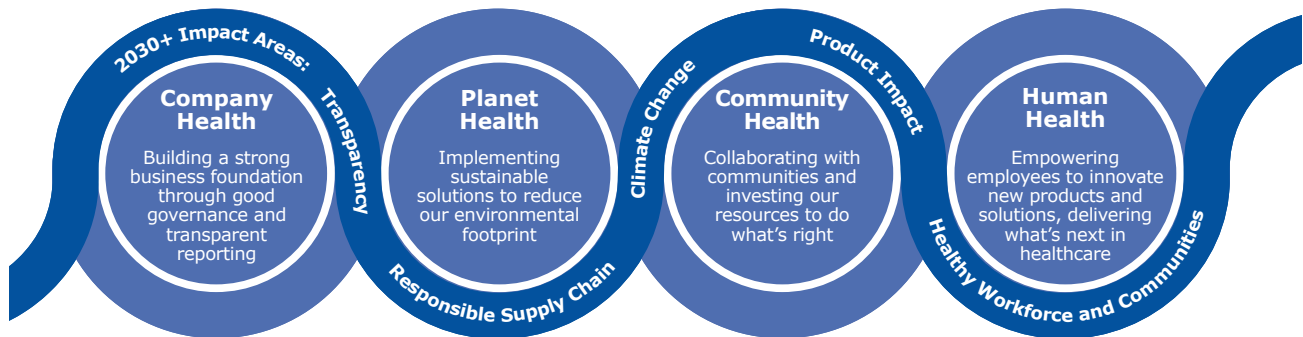 2030+ Impact Areas:
Transparency
Responsible Supply Chain
Climate Change
Product Impact
Healthy Workforce and Communities
Company
Health
Building a strong
business foundation
through good
governance and
transparent
reporting
Planet
Health
Implementing
sustainable
solutions to reduce
our environmental
footprint
Community
Health
Collaborating with
communities and
investing our
resources to do
what’s right
Human
Health
Empowering
employees to innovate
new products and
solutions, delivering
what’s next in
healthcare